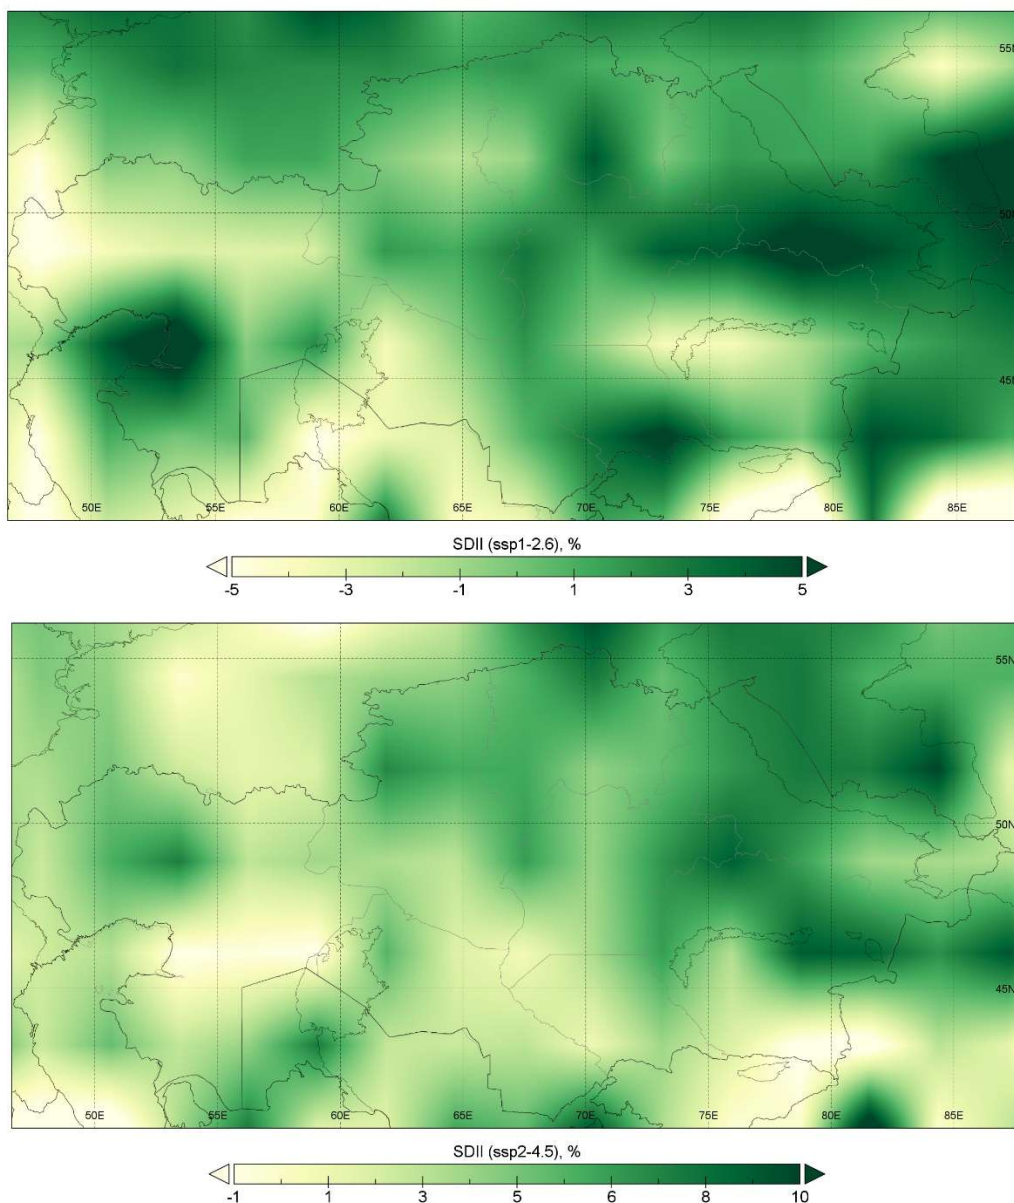 55N
50N
45N
50E 55E 60E 65E 70E 75E 80E 85E
SDII (ssp1-2.6), %
-5 -3 -1 1 3 5
55N
50N
45N
50E 55E 60E 65E 70E 75E 80E 85E
SDII (ssp2-4.5), %
-1 1 3 5 6 8 10